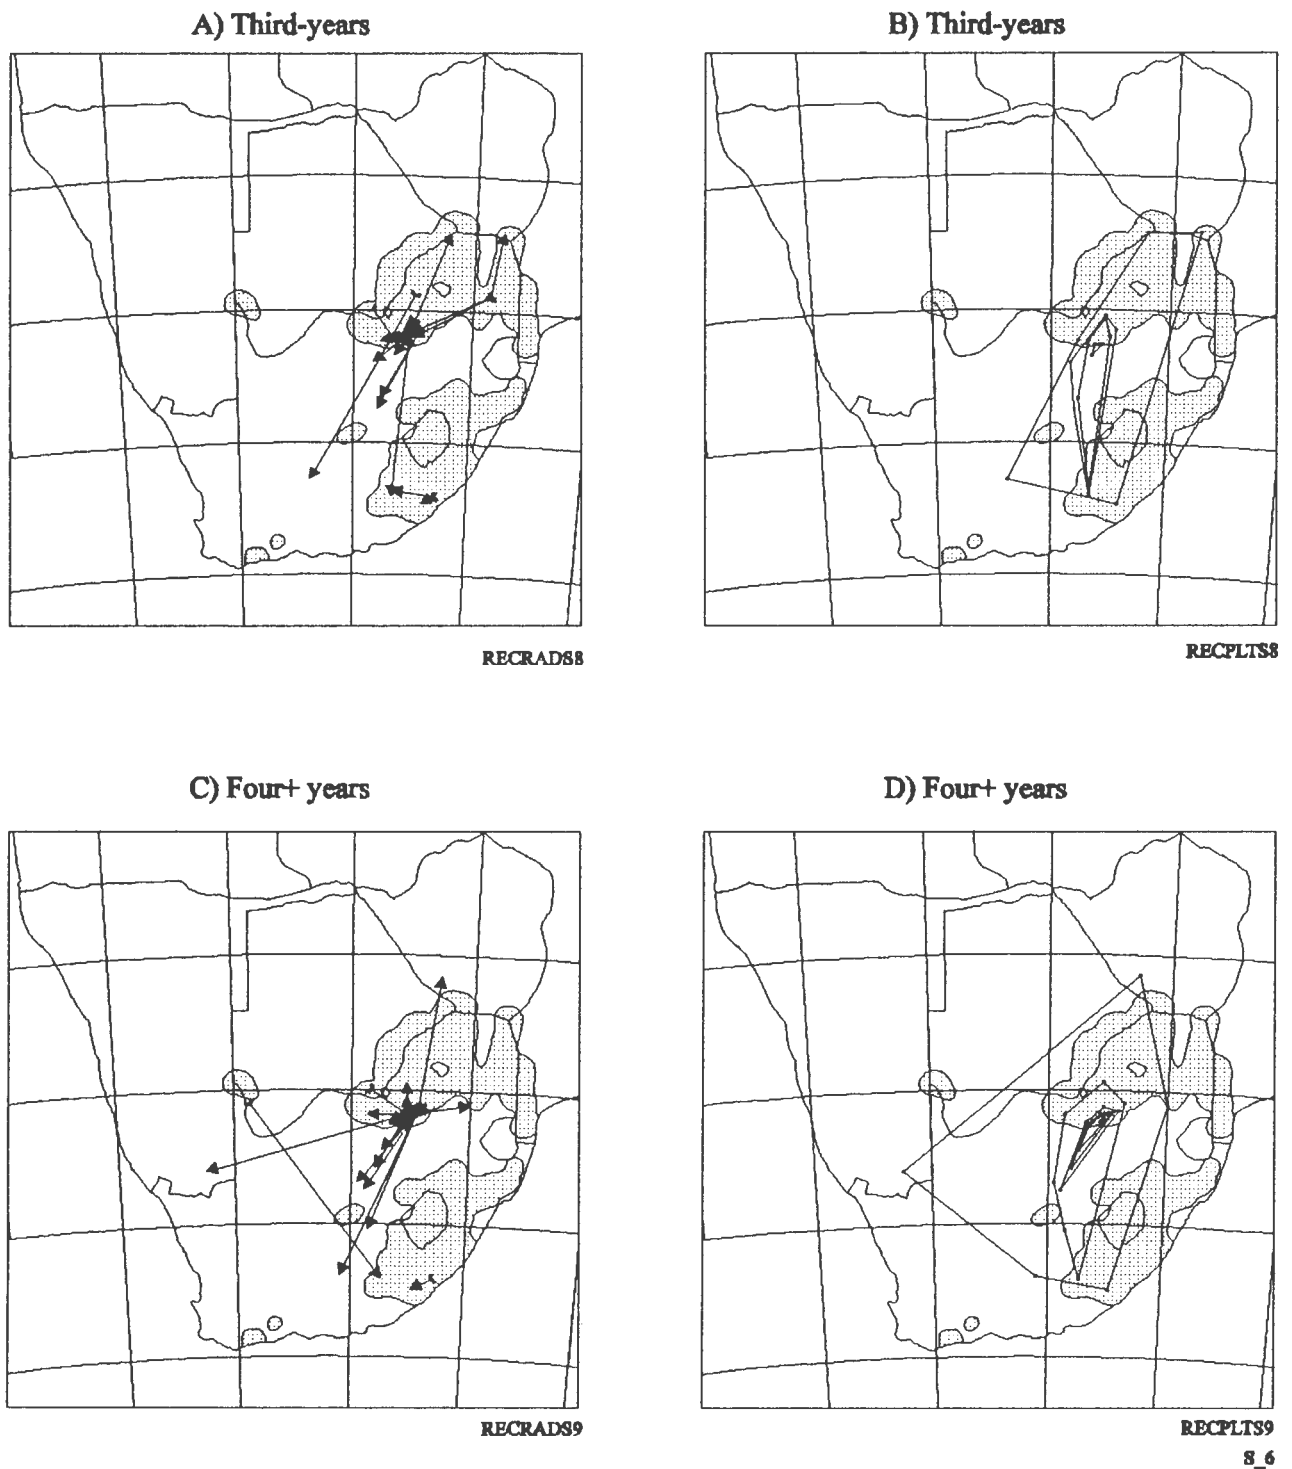 A) Third-years
B) Third-years
RECRADS8
RECPLTS8
C) Four+ years
D) Four+ years
RECRADS9
RECPLTS9
8_6